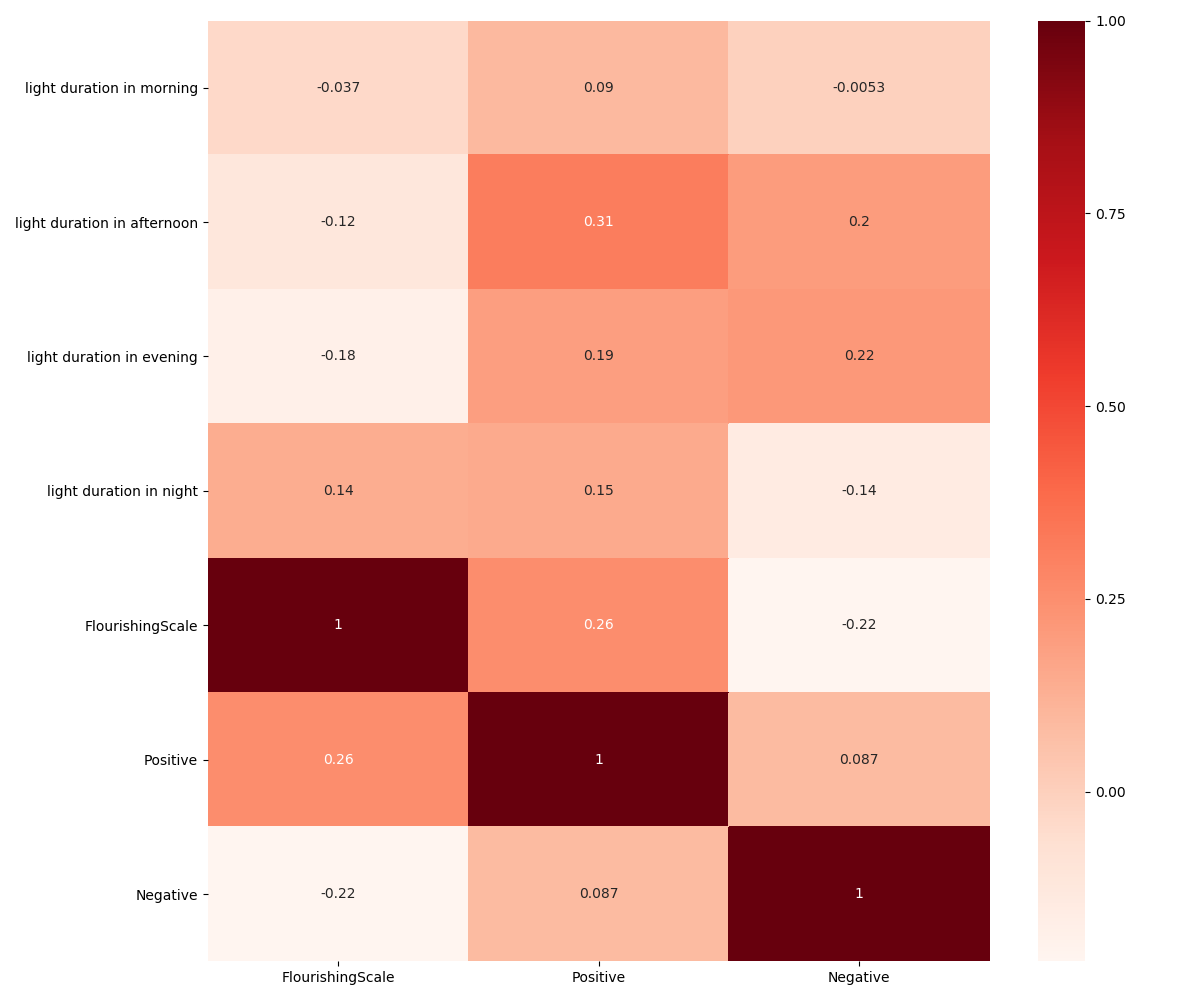 light duration in morning -0.037 0.09 -0.0053
light duration in afternoon -0.12 0.31 0.2
light duration in evening -0.18 0.19 0.22
light duration in night 0.14 0.15 -0.14
FlourishingScale 1 0.26 -0.22
Positive 0.26 1 0.087
Negative -0.22 0.087 1
FlourishingScale Positive Negative
1.00
0.75
0.50
0.25
0.00